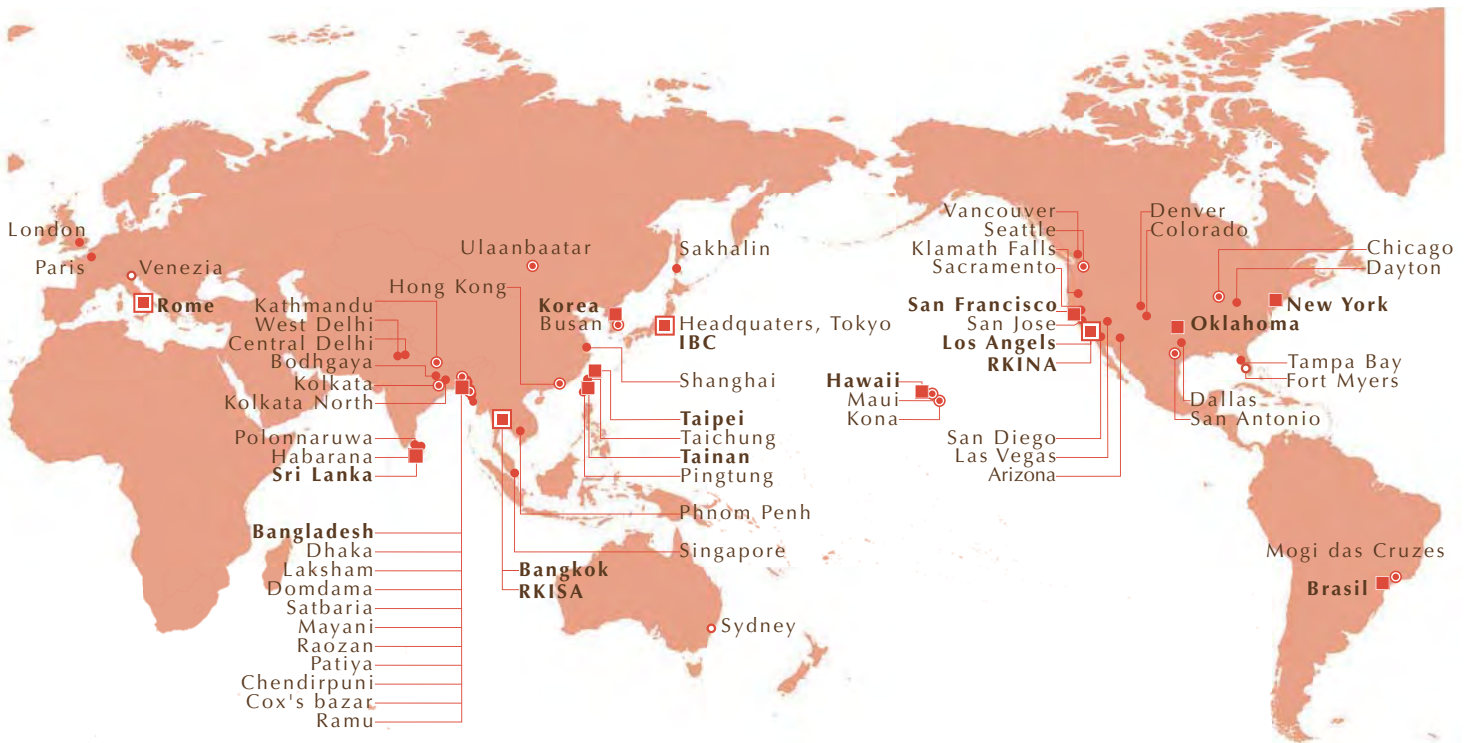 London
Paris
Venezia
Rome
Ulaanbaatar
Sakhalin
Hong Kong
Korea
Busan
Headquaters, Tokyo
IBC
Kathmandu
West Delhi
Central Delhi
Bodhgaya
Kolkata
Kolkata North
Polonnaruwa
Habarana
Sri Lanka
Shanghai
Taipei
Taichung
Tainan
Pingtung
Phnom Penh
Singapore
Bangkok
RKISA
Bangladesh
Dhaka
Laksham
Domdama
Satbaria
Mayani
Raozan
Patiya
Chendirpuni
Cox's bazar
Ramu
Sydney
Vancouver
Seattle
Klamath Falls
Sacramento
San Francisco
San Jose
Los Angels
RKINA
Hawaii
Maui
Kona
San Diego
Las Vegas
Arizona
Denver
Colorado
Chicago
Dayton
New York
Oklahoma
Tampa Bay
Fort Myers
Dallas
San Antonio
Mogi das Cruzes
Brasil